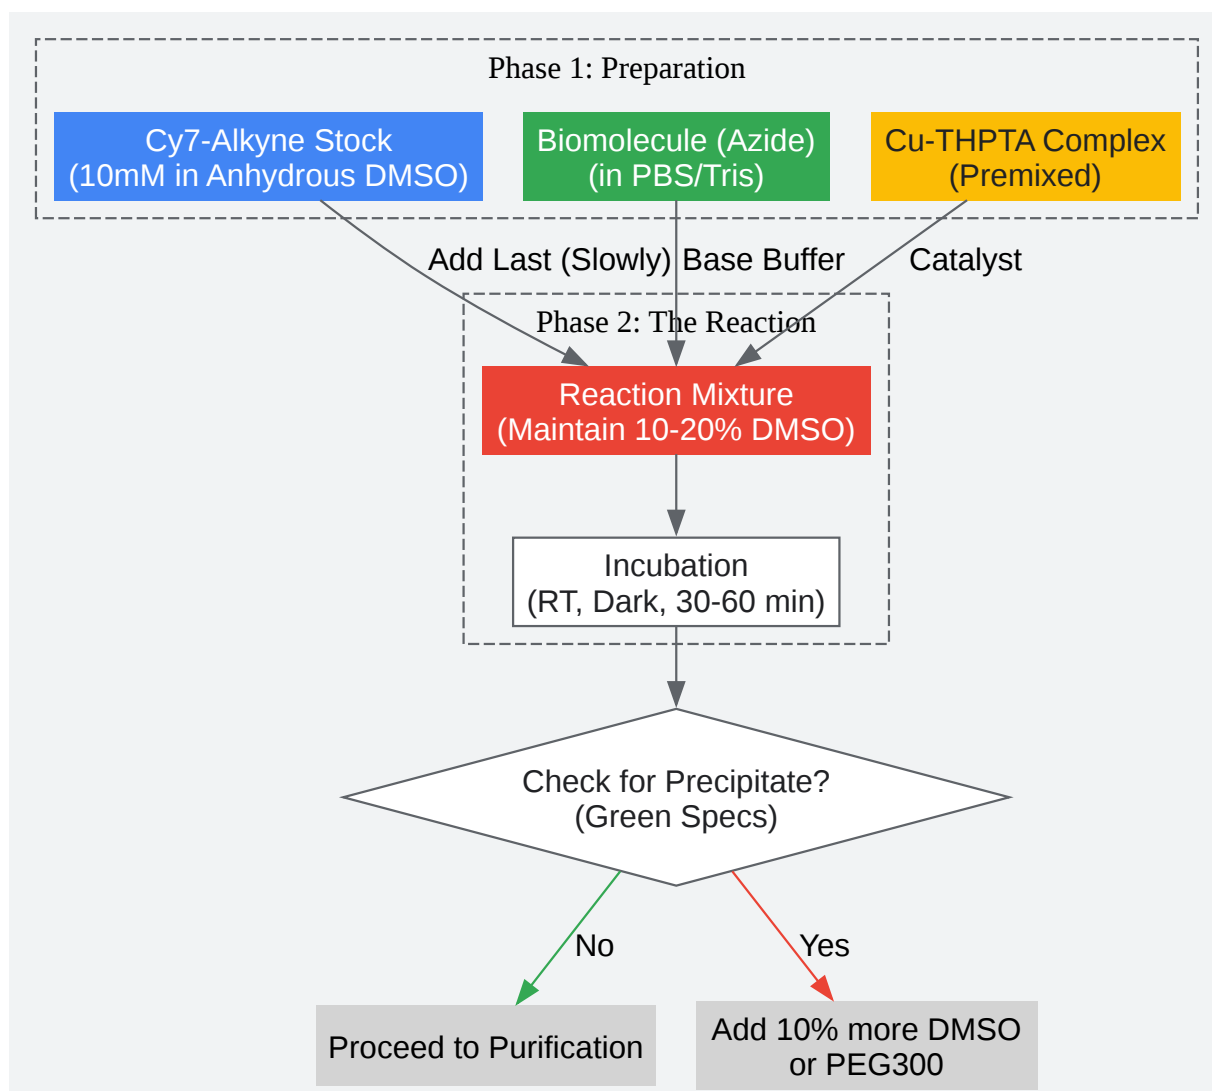 Phase 1: Preparation
Cy7-Alkyne Stock
(10mM in Anhydrous DMSO)
Biomolecule (Azide)
(in PBS/Tris)
Cu-THPTA Complex
(Premixed)
Add Last (Slowly)
Base Buffer
Catalyst
Phase 2: The Reaction
Reaction Mixture
(Maintain 10-20% DMSO)
Incubation
(RT, Dark, 30-60 min)
Check for Precipitate?
(Green Specs)
No
Yes
Proceed to Purification
Add 10% more DMSO
or PEG300